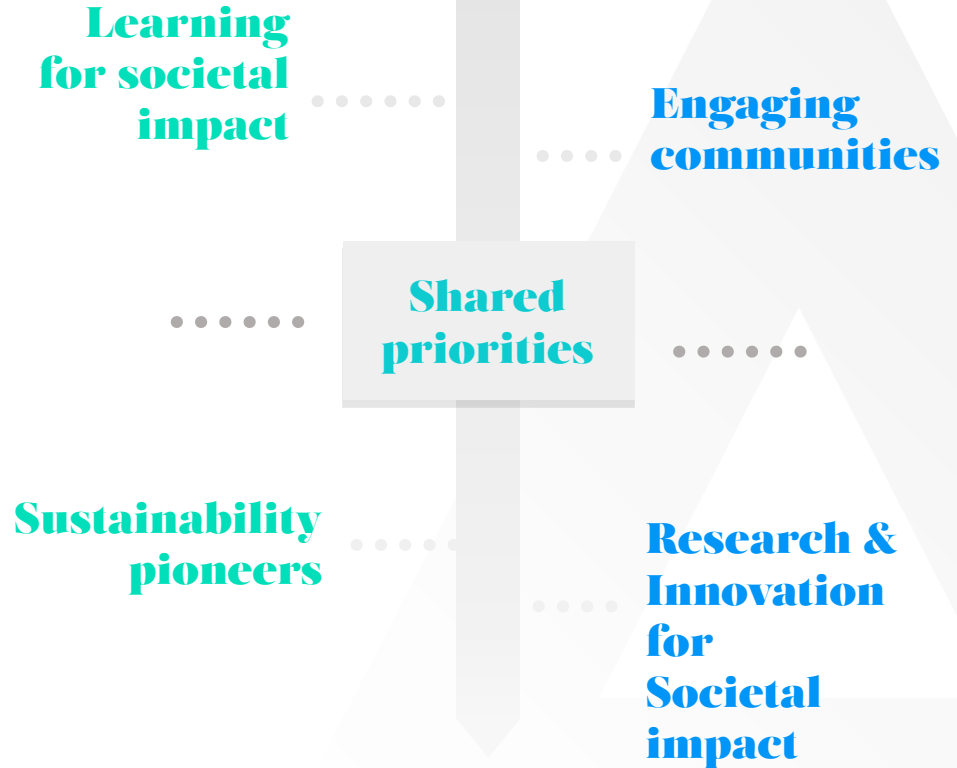 Learning
for societal
impact
Engaging
communities
Shared
priorities
Sustainability
pioneers
Research &
Innovation
for
Societal
impact